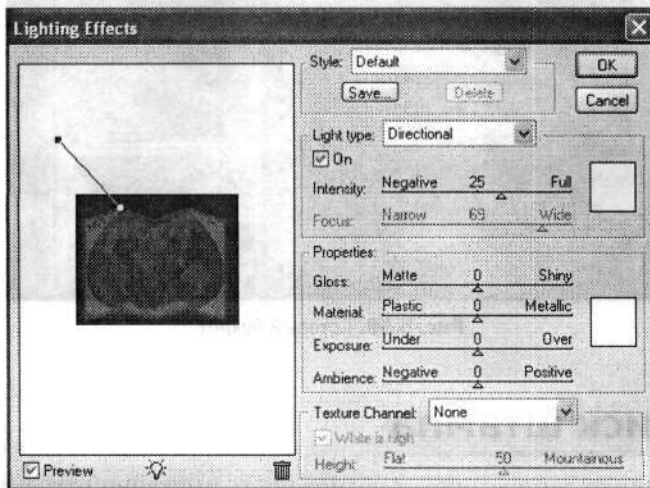 Lighting Effects
Style: Default
Save... Delete
OK
Cancel
Light type: Directional
On
Intensity: Negative 25 Full
Focus: Narrow 69 Wide
Properties:
Gloss: Matte 0 Shiny
Material: Plastic 0 Metallic
Exposure: Under 0 Over
Ambience: Negative 0 Positive
Texture Channel: None
White is high
Height Flat 50 Mountainous
Preview